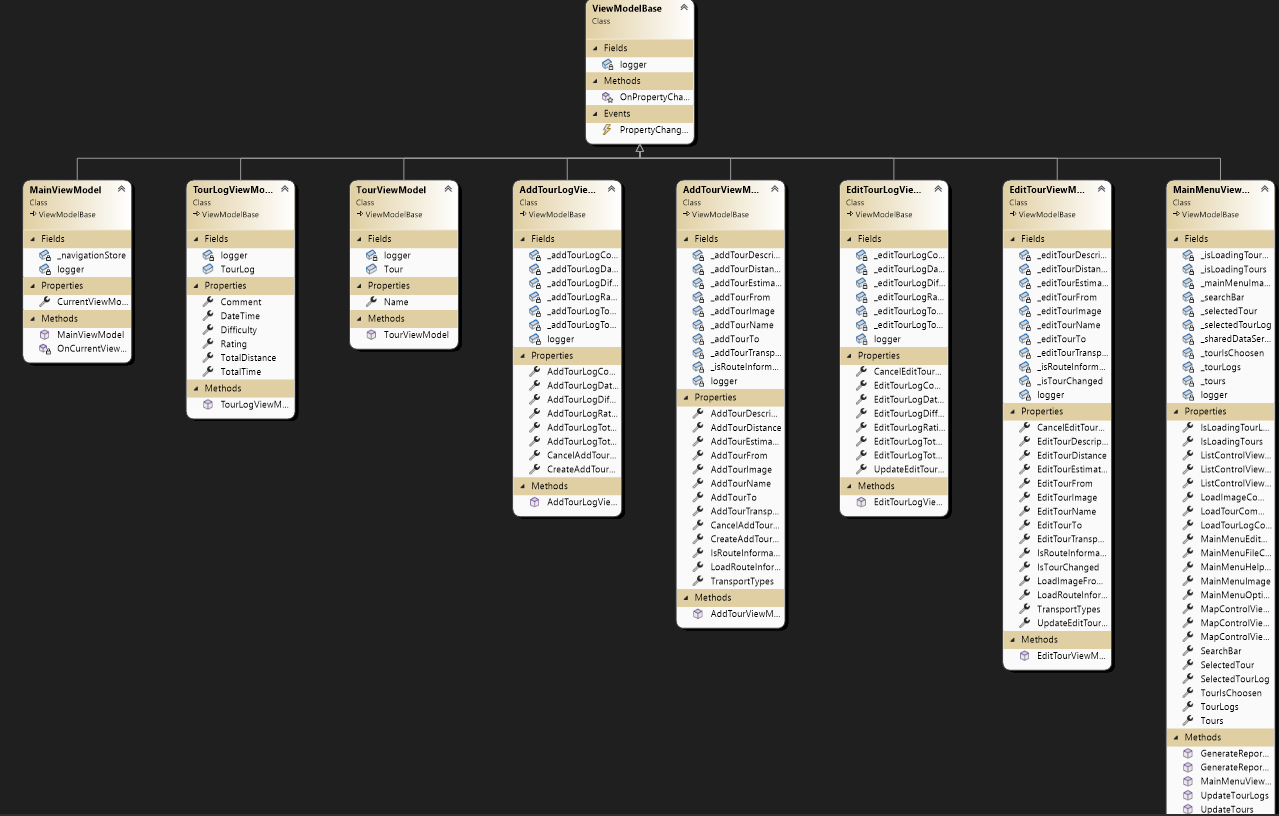 ViewModelBase
Class
Fields
logger
Methods
OnPropertyCha...
Events
PropertyChang...
MainViewModel
Class
ViewModelBase
Fields
_navigationStore
logger
Properties
CurrentViewMo...
Methods
MainViewModel
OnCurrentView...
TourLogViewMo...
Class
ViewModelBase
Fields
logger
TourLog
Properties
Comment
DateTime
Difficulty
Rating
TotalDistance
TotalTime
Methods
TourLogViewM...
TourViewModel
Class
ViewModelBase
Fields
logger
Tour
Properties
Name
Methods
TourViewModel
AddTourLogVie...
Class
ViewModelBase
Fields
_addTourLogCo...
_addTourLogDa...
_addTourLogDif...
_addTourLogRa...
_addTourLogTo...
_addTourLogTo...
logger
Properties
AddTourLogCo...
AddTourLogDat...
AddTourLogDif...
AddTourLogRat...
AddTourLogTot...
AddTourLogTot...
CancelAddTour...
CreateAddTour...
Methods
AddTourLogVie...
AddTourViewM...
Class
ViewModelBase
Fields
_addTourDescri...
_addTourDistan...
_addTourEstima...
_addTourFrom
_addTourImage
_addTourName
_addTourTo
_addTourTransp...
_isRouteInform...
logger
Properties
AddTourDescri...
AddTourDistance
AddTourEstima...
AddTourFrom
AddTourImage
AddTourName
AddTourTo
AddTourTransp...
CancelAddTour...
CreateAddTour...
IsRouteInforma...
LoadRouteInfor...
TransportTypes
Methods
AddTourViewM...
EditTourLogVie...
Class
ViewModelBase
Fields
_editTourLogCo...
_editTourLogDa...
_editTourLogDif...
_editTourLogRa...
_editTourLogTo...
_editTourLogTo...
logger
Properties
CancelEditTour...
EditTourLogCo...
EditTourLogDat...
EditTourLogDiff...
EditTourLogRati...
EditTourLogTot...
EditTourLogTot...
UpdateEditTour...
Methods
EditTourLogVie...
EditTourViewM...
Class
ViewModelBase
Fields
_editTourDescri...
_editTourDistan...
_editTourEstima...
_editTourFrom
_editTourImage
_editTourName
_editTourTo
_editTourTransp...
_isRouteInform...
_isTourChanged
logger
Properties
CancelEditTour...
EditTourDescrip...
EditTourDistance
EditTourEstimat...
EditTourFrom
EditTourImage
EditTourName
EditTourTo
EditTourTransp...
IsRouteInforma...
IsTourChanged
LoadImageFro...
LoadRouteInfor...
TransportTypes
UpdateEditTour...
Methods
EditTourViewM...
MainMenuView...
Class
ViewModelBase
Fields
_isLoadingTour...
_isLoadingTours
_mainMenuIma...
_searchBar
_selectedTour
_selectedTourLog
_sharedDataSer...
_tourIsChoosen
_tourLogs
_tours
logger
Properties
IsLoadingTourL...
IsLoadingTours
ListControlView...
ListControlView...
ListControlView...
LoadImageCo...
LoadTourCom...
LoadTourLogCo...
MainMenuEdit...
MainMenuFileC...
MainMenuHelp...
MainMenuImage
MainMenuOpti...
MapControlVie...
MapControlVie...
MapControlVie...
SearchBar
SelectedTour
SelectedTourLog
TourIsChoosen
TourLogs
Tours
Methods
GenerateRepor...
GenerateRepor...
MainMenuView...
UpdateTourLogs
UpdateTours